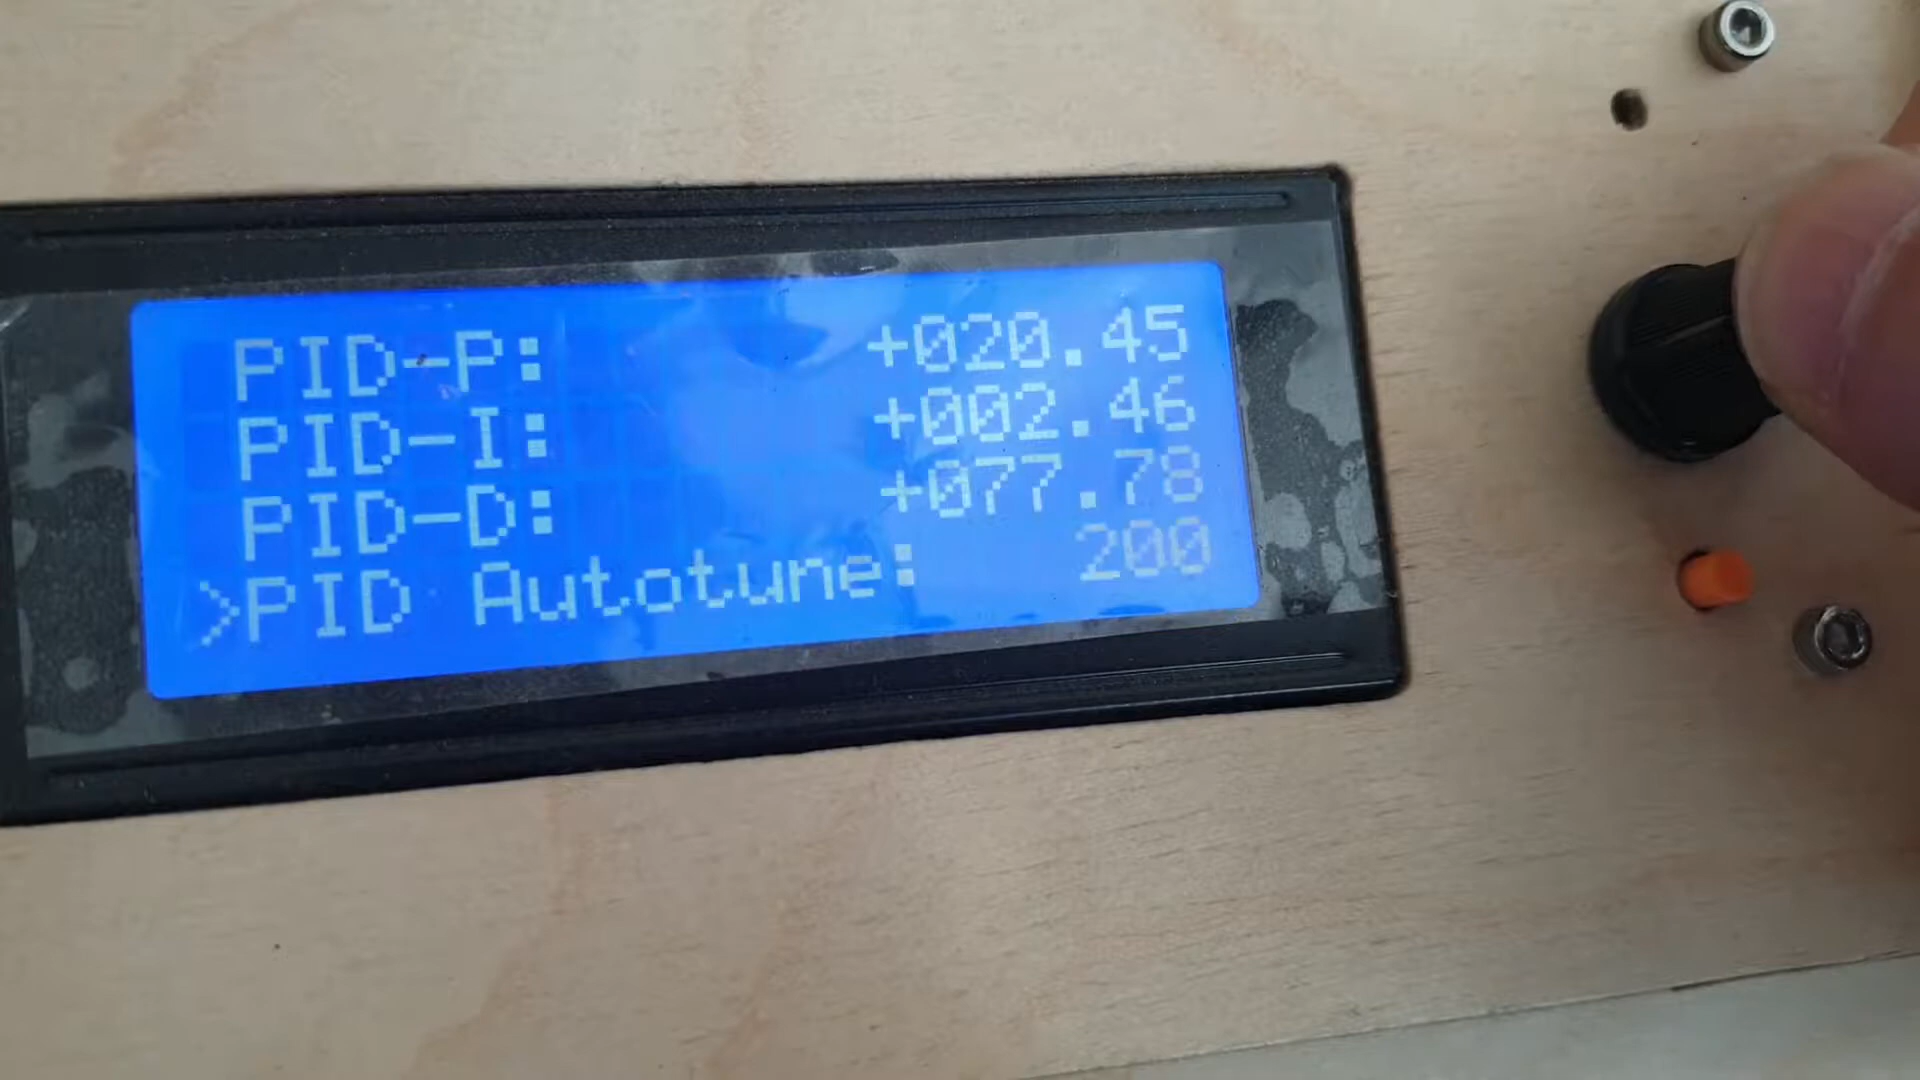 PID-P: +020.45
PID-I: +002.46
PID-D: +077.78
>PID Autotune: 200